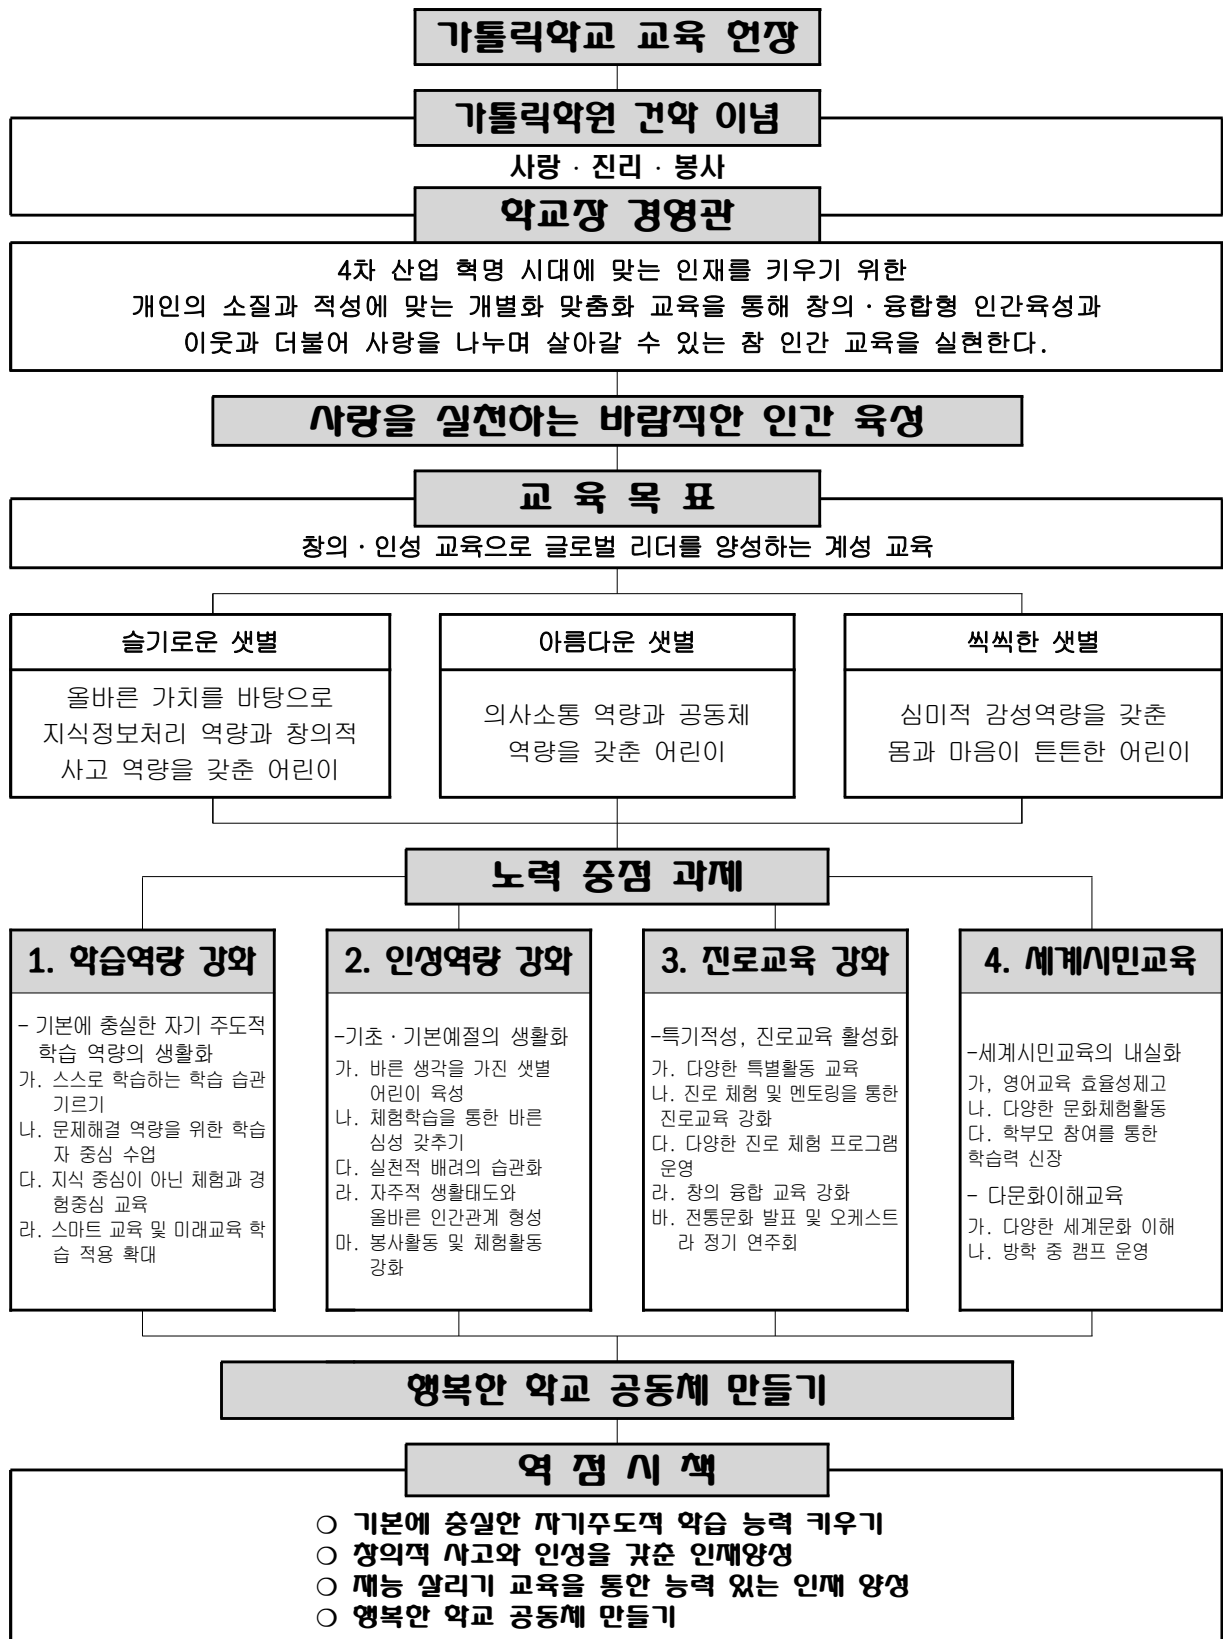 가톨릭학교 교육 헌장
가톨릭학원 건학 이념
사랑 · 진리 · 봉사
학교장 경영관
4차 산업 혁명 시대에 맞는 인재를 키우기 위한
개인의 소질과 적성에 맞는 개별화 맞춤화 교육을 통해 창의 · 융합형 인간육성과
이웃과 더불어 사랑을 나누며 살아갈 수 있는 참 인간 교육을 실현한다.
사랑을 실천하는 바람직한 인간 육성
교 육 목 표
창의 · 인성 교육으로 글로벌 리더를 양성하는 계성 교육
슬기로운 샛별
올바른 가치를 바탕으로
지식정보처리 역량과 창의적
사고 역량을 갖춘 어린이
아름다운 샛별
의사소통 역량과 공동체
역량을 갖춘 어린이
씩씩한 샛별
심미적 감성역량을 갖춘
몸과 마음이 튼튼한 어린이
노력 중점 과제
1. 학습역량 강화
- 기본에 충실한 자기 주도적
학습 역량의 생활화
가. 스스로 학습하는 학습 습관
기르기
나. 문제해결 역량을 위한 학습
자 중심 수업
다. 지식 중심이 아닌 체험과 경
험중심 교육
라. 스마트 교육 및 미래교육 학
습 적용 확대
2. 인성역량 강화
-기초 · 기본예절의 생활화
가. 바른 생각을 가진 샛별
어린이 육성
나. 체험학습을 통한 바른
심성 갖추기
다. 실천적 배려의 습관화
라. 자주적 생활태도와
올바른 인간관계 형성
마. 봉사활동 및 체험활동
강화
3. 진로교육 강화
-특기적성, 진로교육 활성화
가. 다양한 특별활동 교육
나. 진로 체험 및 멘토링을 통한
진로교육 강화
다. 다양한 진로 체험 프로그램
운영
라. 창의 융합 교육 강화
바. 전통문화 발표 및 오케스트
라 정기 연주회
4. 세계시민교육
-세계시민교육의 내실화
가, 영어교육 효율성제고
나. 다양한 문화체험활동
다. 학부모 참여를 통한
학습력 신장
- 다문화이해교육
가. 다양한 세계문화 이해
나. 방학 중 캠프 운영
행복한 학교 공동체 만들기
역 점 시 책
❍ 기본에 충실한 자기주도적 학습 능력 키우기
❍ 창의적 사고와 인성을 갖춘 인재양성
❍ 재능 살리기 교육을 통한 능력 있는 인재 양성
❍ 행복한 학교 공동체 만들기